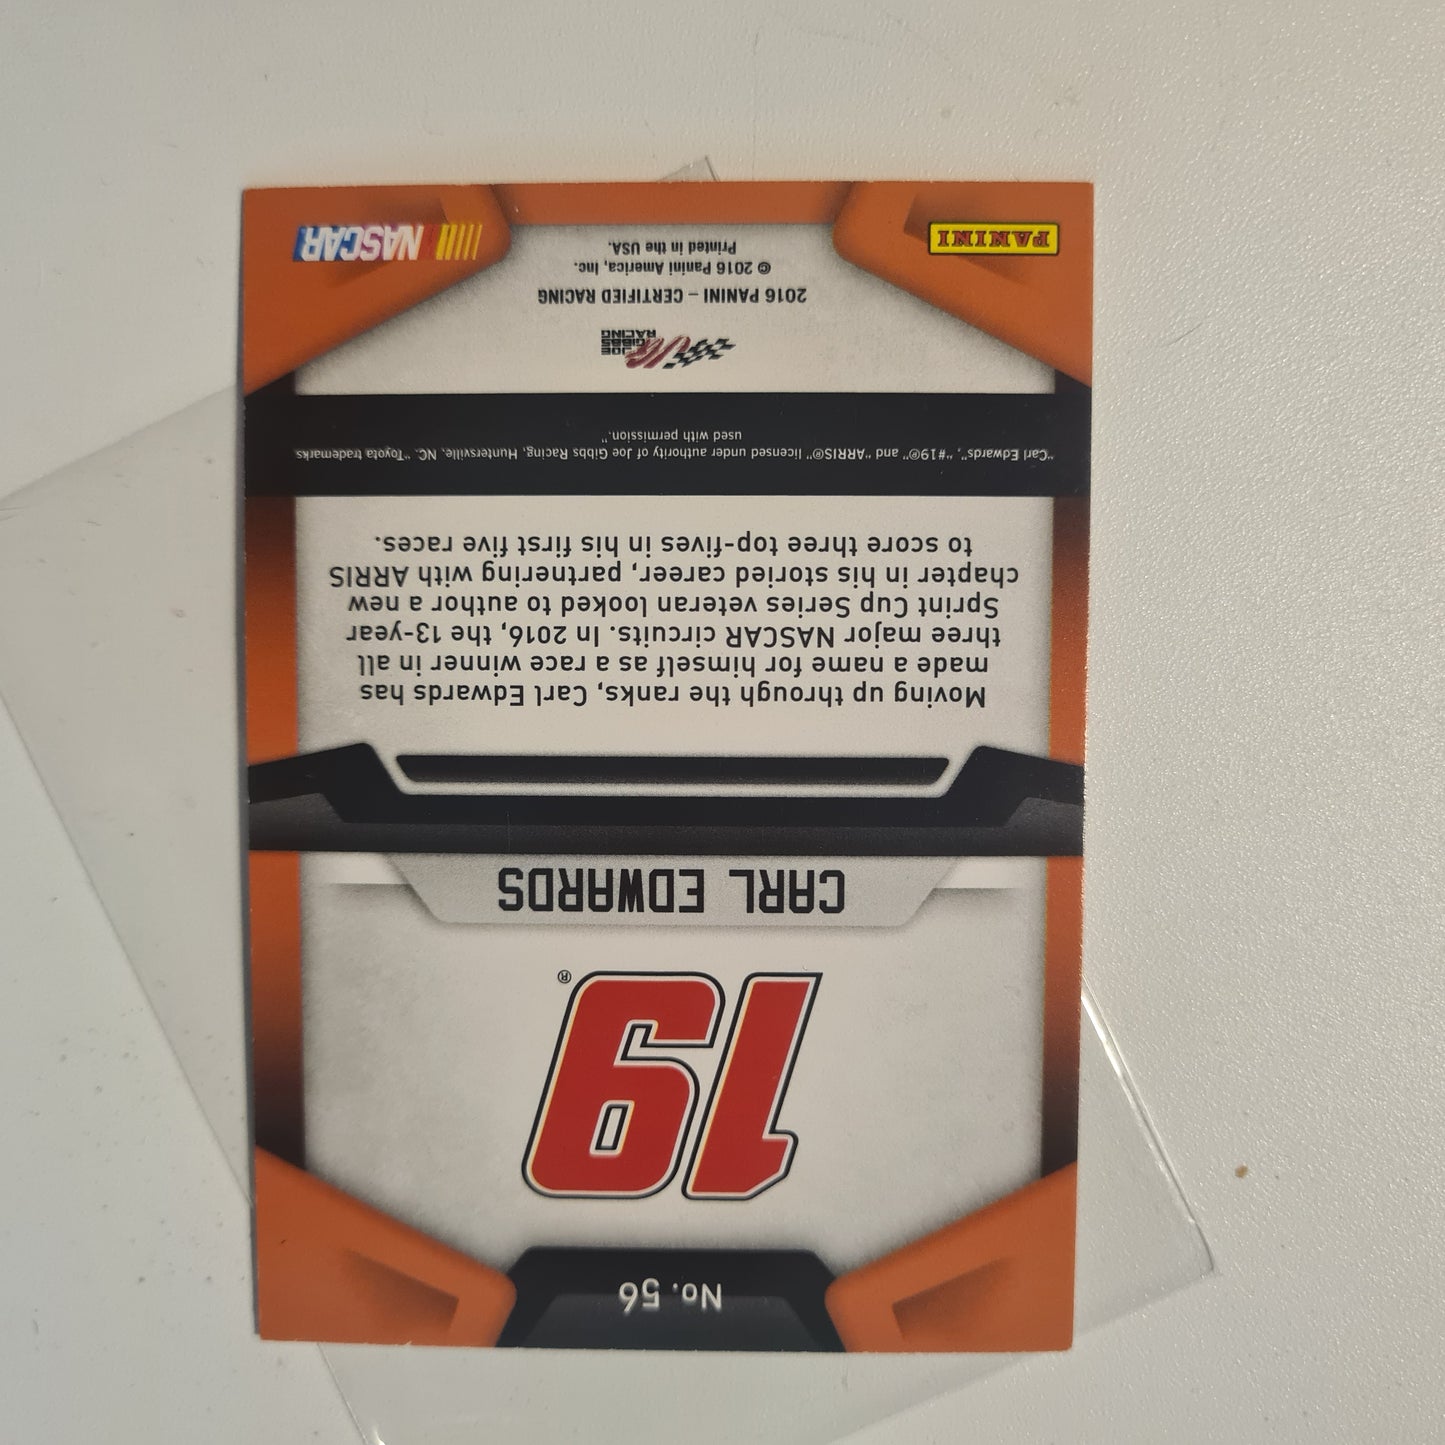 No. 56
19®
CARL EDWARDS
Moving up through the ranks, Carl Edwards has
made a name for himself as a race winner in all
three major NASCAR circuits. In 2016, the 13-year
Sprint Cup Series veteran looked to author a new
chapter in his storied career, partnering with ARRIS
to score three top-fives in his first five races.
"Carl Edwards", "#19®" and "ARRIS®" licensed under authority of Joe Gibbs Racing, Huntersville, NC. "Toyota trademarks
used with permission."
JOE
GIBBS
RACING
2016 PANINI – CERTIFIED RACING
© 2016 Panini America, Inc.
Printed in the USA.
PANINI
NASCAR